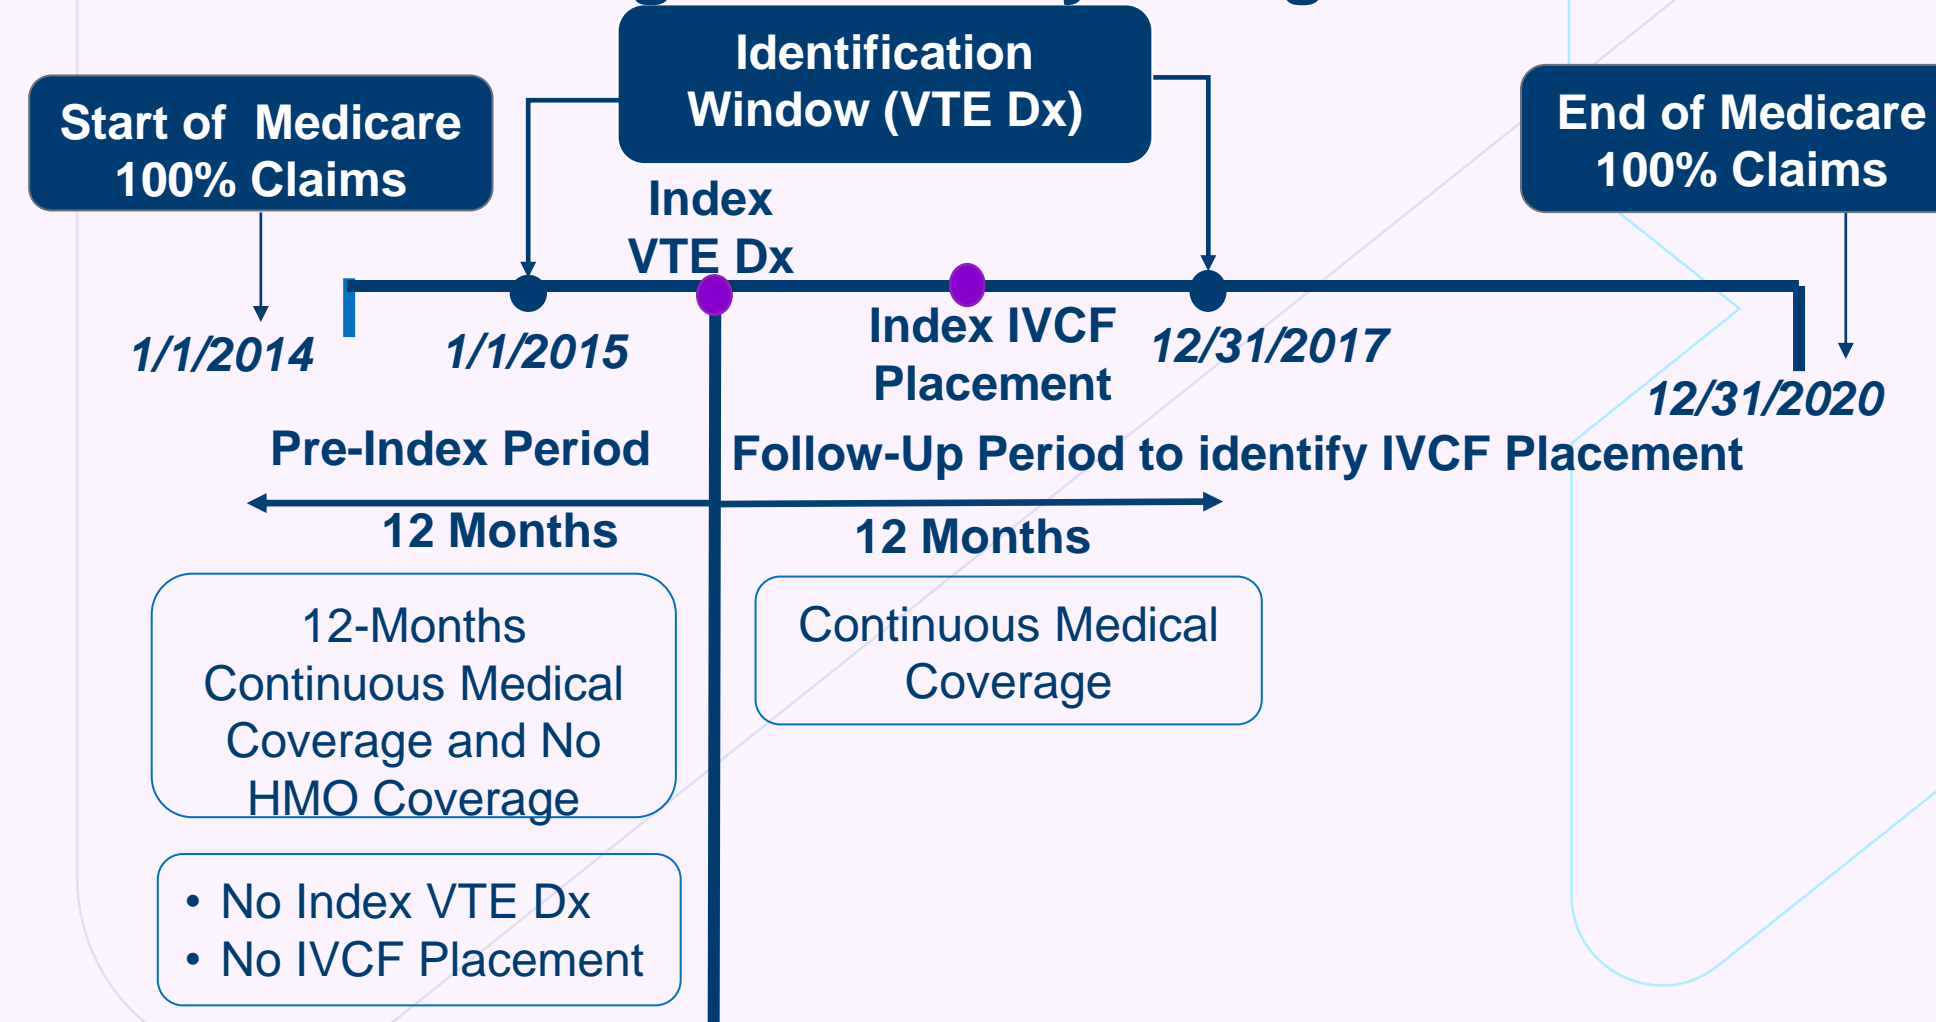 Identification
Window (VTE Dx)
Start of  Medicare
100% Claims
End of Medicare
100% Claims
Index
VTE Dx
1/1/2014
1/1/2015
Index IVCF
Placement
12/31/2017
12/31/2020
Pre-Index Period
Follow-Up Period to identify IVCF Placement
12 Months
12 Months
12-Months
Continuous Medical
Coverage and No
HMO Coverage
Continuous Medical
Coverage
• No Index VTE Dx
• No IVCF Placement